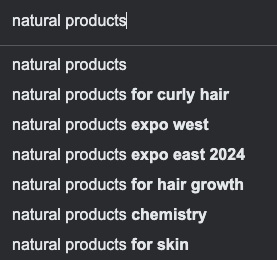 natural products
natural products
natural products for curly hair
natural products expo west
natural products expo east 2024
natural products for hair growth
natural products chemistry
natural products for skin